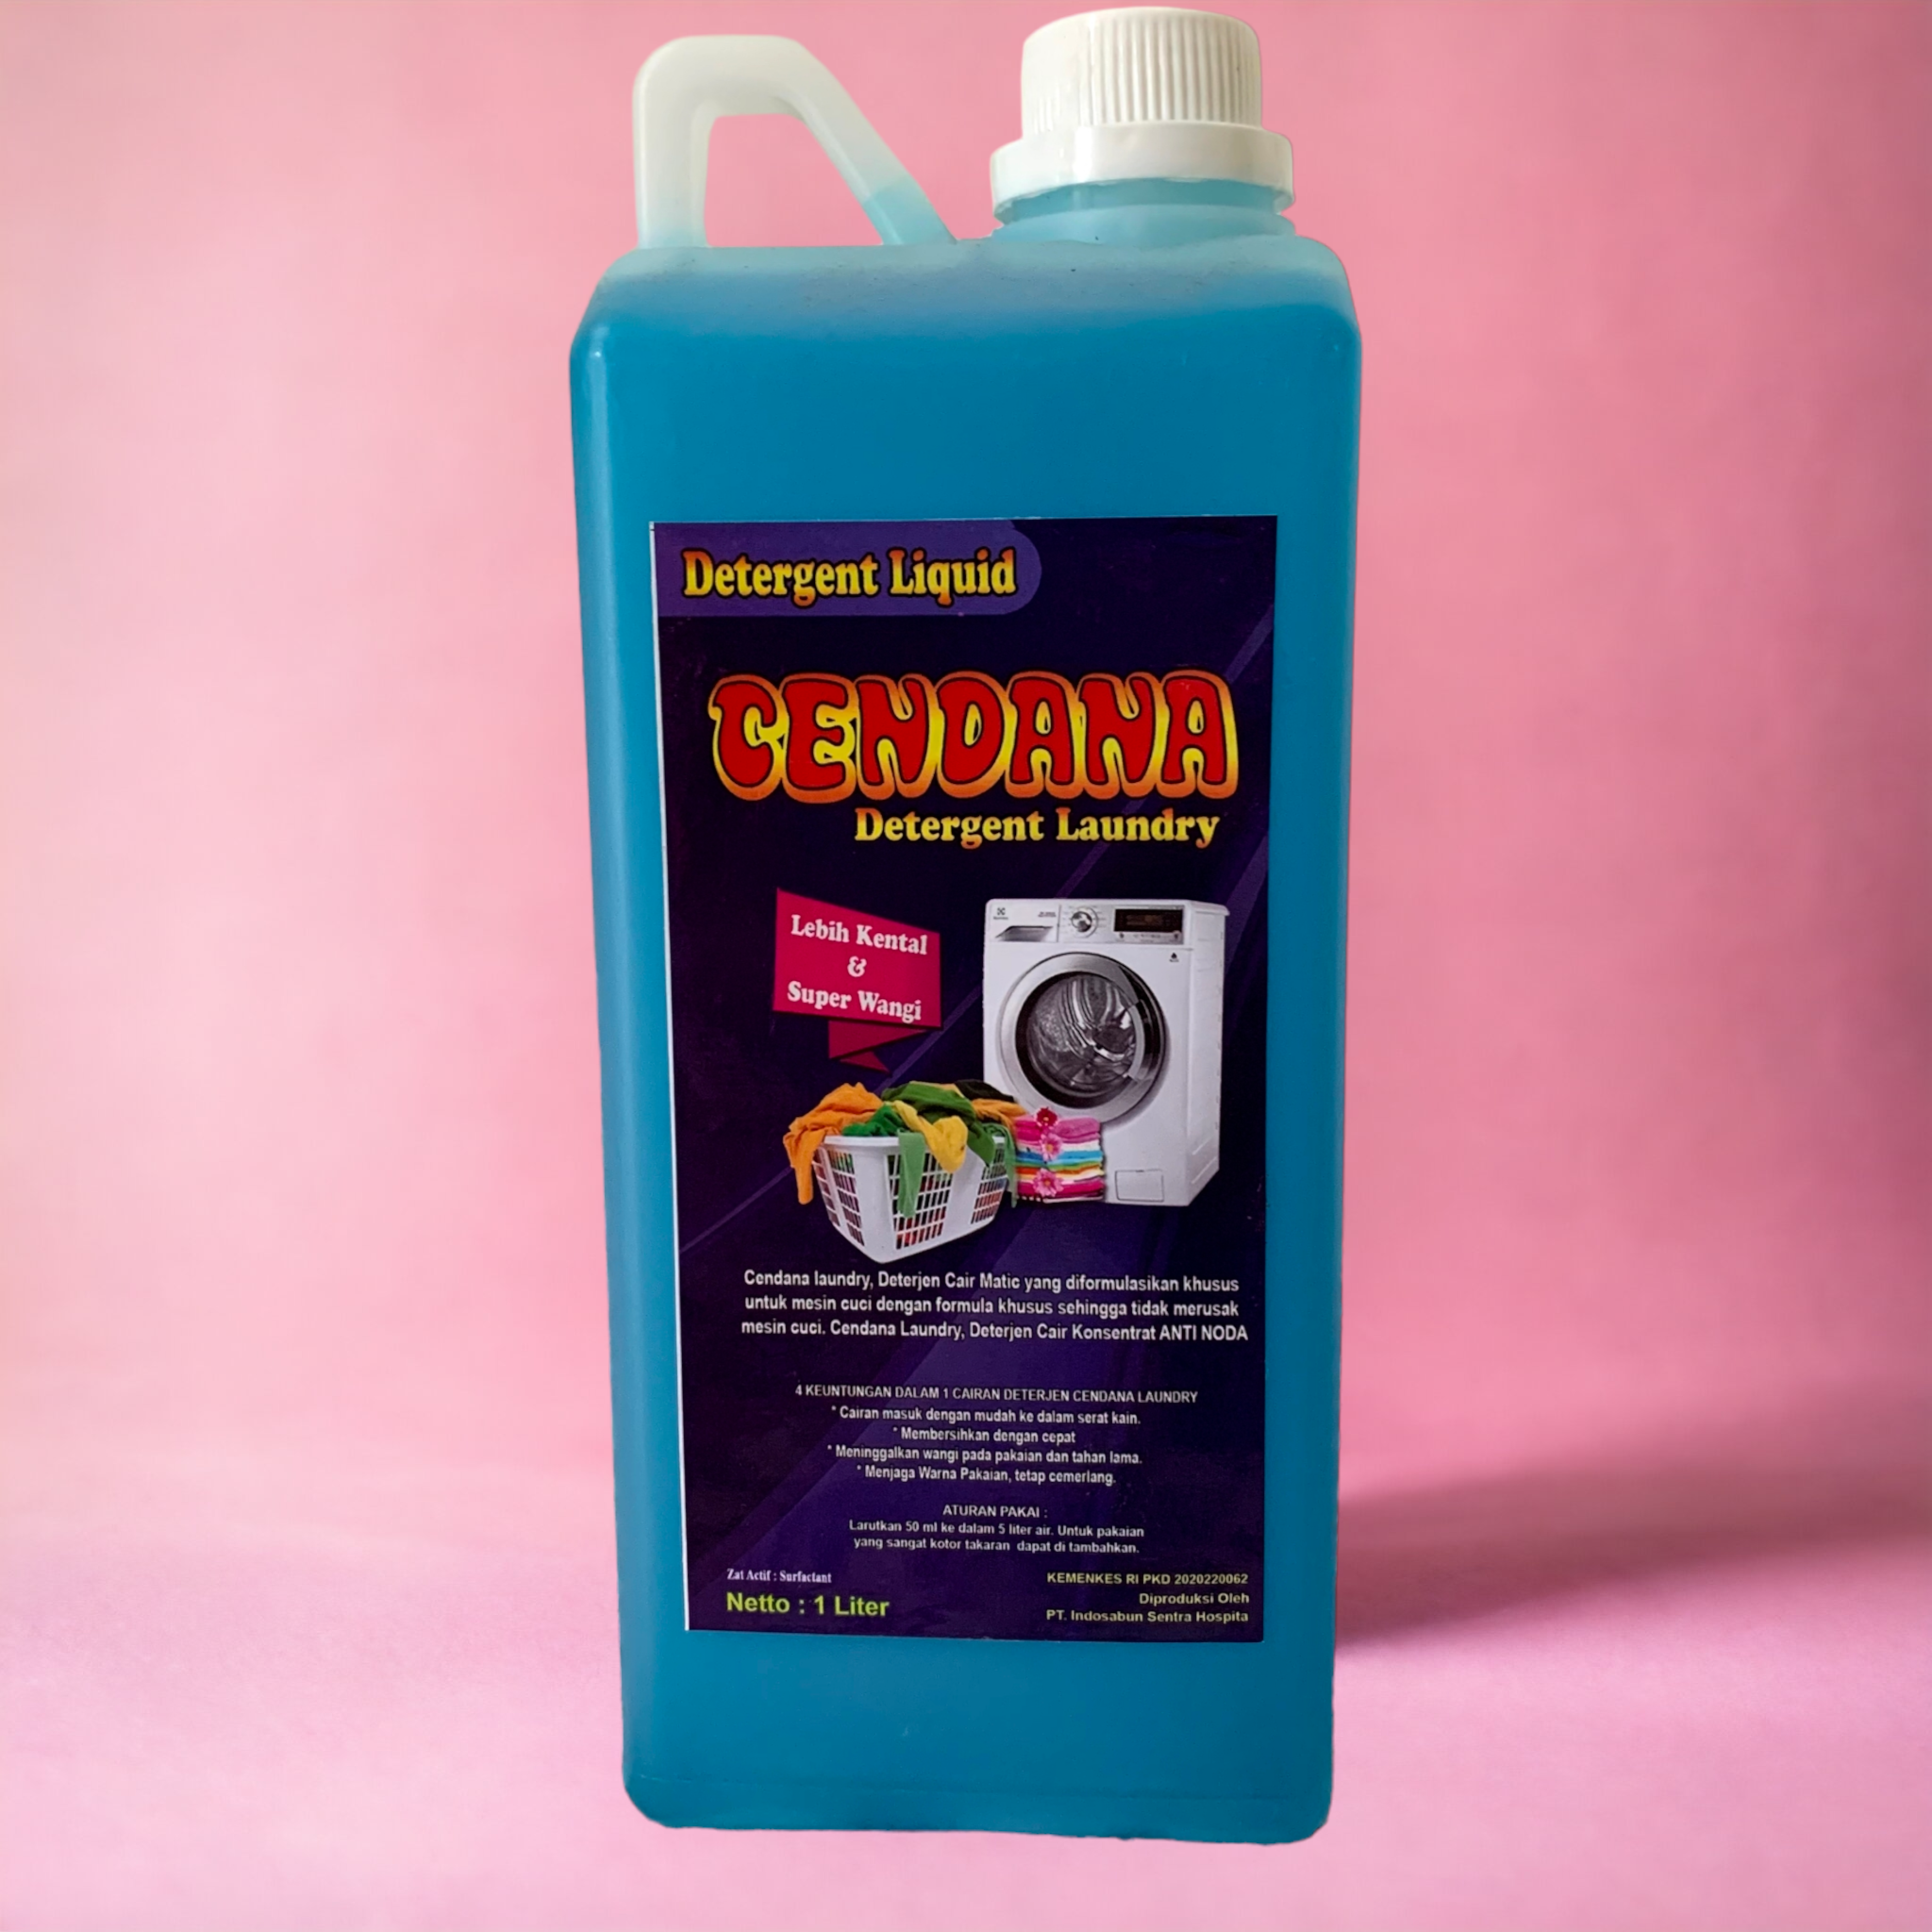 Detergent Liquid
CENDANA
Detergent Laundry
Lebih Kental
&
Super Wangi
Cendana laundry, Deterjen Cair Matic yang diformulasikan khusus
untuk mesin cuci dengan formula khusus sehingga tidak merusak
mesin cuci. Cendana Laundry, Deterjen Cair Konsentrat ANTI NODA
4 KEUNTUNGAN DALAM 1 CAIRAN DETERJEN CENDANA LAUNDRY
* Cairan masuk dengan mudah ke dalam serat kain.
* Membersihkan dengan cepat
* Meninggalkan wangi pada pakaian dan tahan lama.
* Menjaga Warna Pakaian, tetap cemerlang.
ATURAN PAKAI :
Larutkan 50 ml ke dalam 5 liter air. Untuk pakaian
yang sangat kotor takaran dapat di tambahkan.
Zat Actif : Surfactant
Netto : 1 Liter
KEMENKES RI PKD 2020220062
Diproduksi Oleh
PT. Indosabun Sentra Hospita